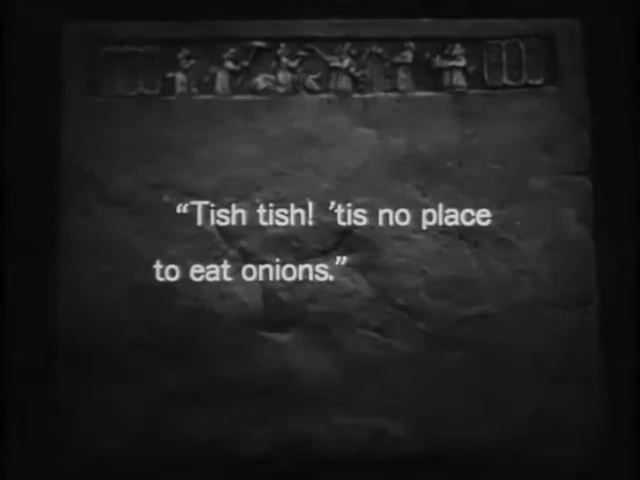 “Tish tish! ’tis no place
to eat onions.”